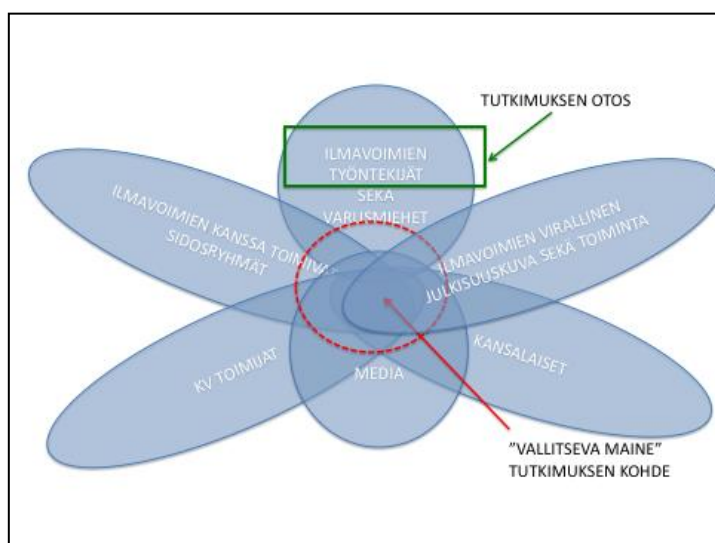 TUTKIMUKSEN OTOS
ILMAVOIMIEN
TYÖNTEKIJÄT
SEKÄ
VARUSMIEHET
ILMAVOIMIEN KANSSA TOIMIVA
SIDOSRYHMÄT
ILMAVOIMIEN VIRALLINEN
JULKISUUSKUVA SEKÄ TOIMINTA
KV TOIMIJAT
MEDIA
KANSALAISET
”VALLITSEVA MAINE”
TUTKIMUKSEN KOHDE